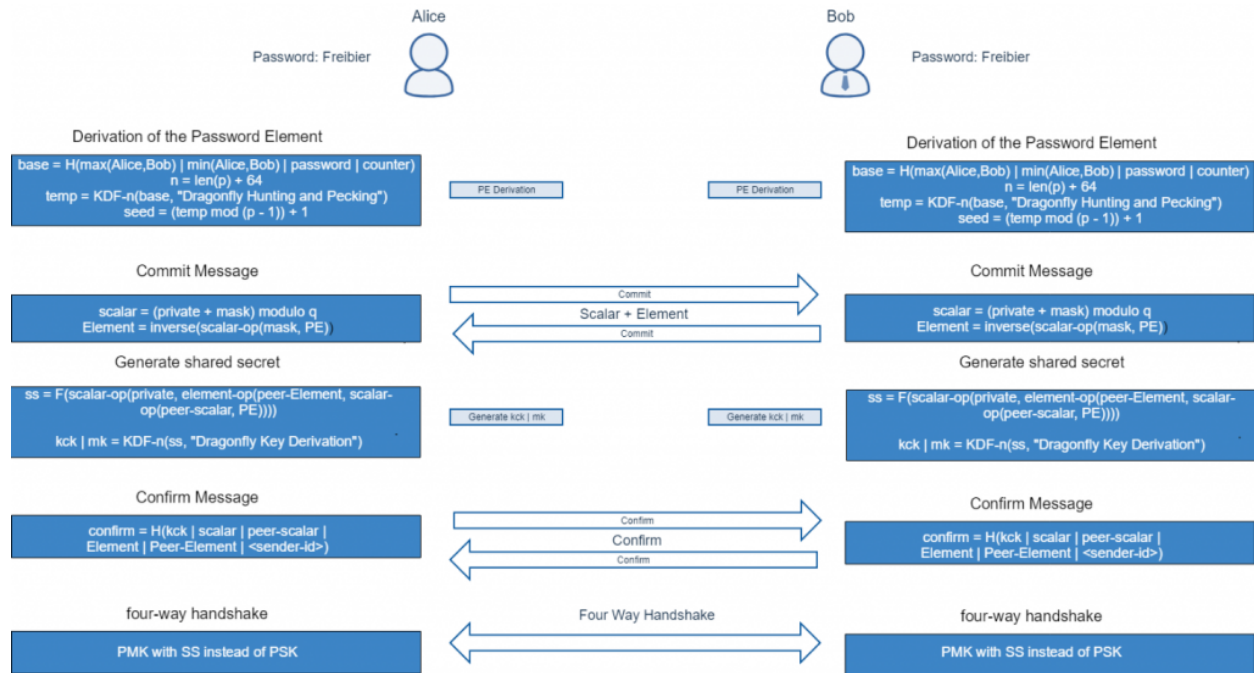 Alice
Bob
Password: Freibier
Password: Freibier
Derivation of the Password Element
base = H(max(Alice,Bob) | min(Alice,Bob) | password | counter)
n = len(p) + 64
temp = KDF-n(base, "Dragonfly Hunting and Pecking")
seed = (temp mod (p - 1)) + 1
PE Derivation
PE Derivation
Derivation of the Password Element
base = H(max(Alice,Bob) | min(Alice,Bob) | password | counter)
n = len(p) + 64
temp = KDF-n(base, "Dragonfly Hunting and Pecking")
seed = (temp mod (p - 1)) + 1
Commit Message
scalar = (private + mask) modulo q
Element = inverse(scalar-op(mask, PE))
Commit
Scalar + Element
Commit
Commit Message
scalar = (private + mask) modulo q
Element = inverse(scalar-op(mask, PE))
Generate shared secret
ss = F(scalar-op(private, element-op(peer-Element, scalar-
op(peer-scalar, PE))))
kck | mk = KDF-n(ss, "Dragonfly Key Derivation")
Generate kck | mk
Generate kck | mk
Generate shared secret
ss = F(scalar-op(private, element-op(peer-Element, scalar-
op(peer-scalar, PE))))
kck | mk = KDF-n(ss, "Dragonfly Key Derivation")
Confirm Message
confirm = H(kck | scalar | peer-scalar |
Element | Peer-Element | <sender-id>)
Confirm
Confirm
Confirm
Confirm Message
confirm = H(kck | scalar | peer-scalar |
Element | Peer-Element | <sender-id>)
four-way handshake
PMK with SS instead of PSK
Four Way Handshake
four-way handshake
PMK with SS instead of PSK